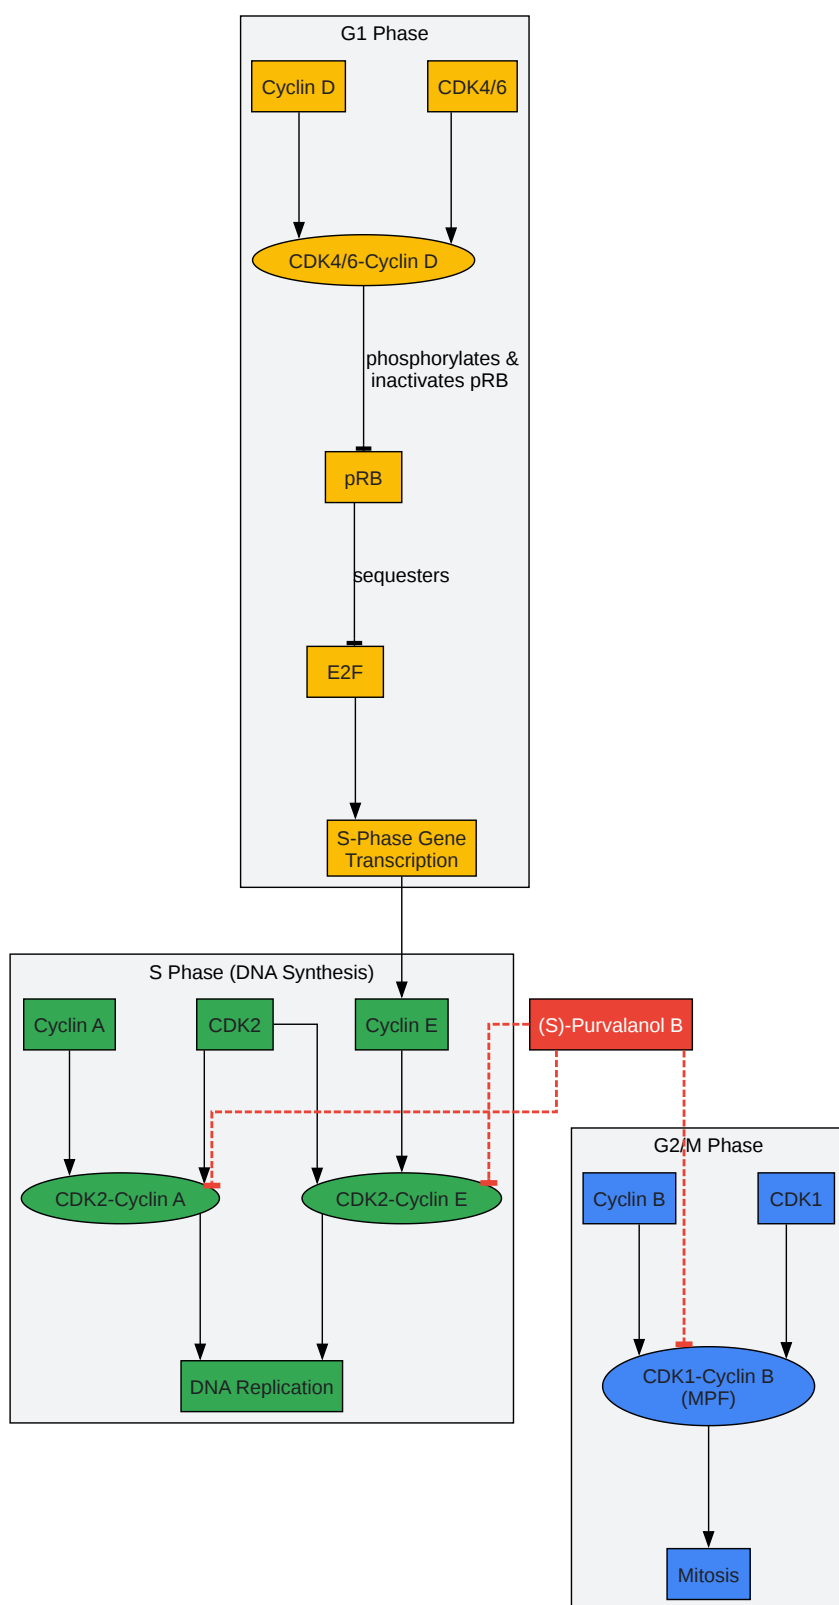 G1 Phase
Cyclin D
CDK4/6
CDK4/6-Cyclin D
phosphorylates &
inactivates pRB
pRB
sequesters
E2F
S-Phase Gene
Transcription
S Phase (DNA Synthesis)
Cyclin A
CDK2
Cyclin E
(S)-Purvalanol B
G2/M Phase
CDK2-Cyclin A
CDK2-Cyclin E
Cyclin B
CDK1
DNA Replication
CDK1-Cyclin B
(MPF)
Mitosis